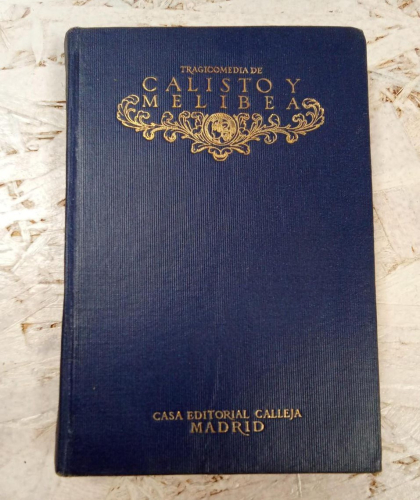 TRAGICOMEDIA DE
CALISTO Y
MELIBEA
CASA EDITORIAL CALLEJA
MADRID